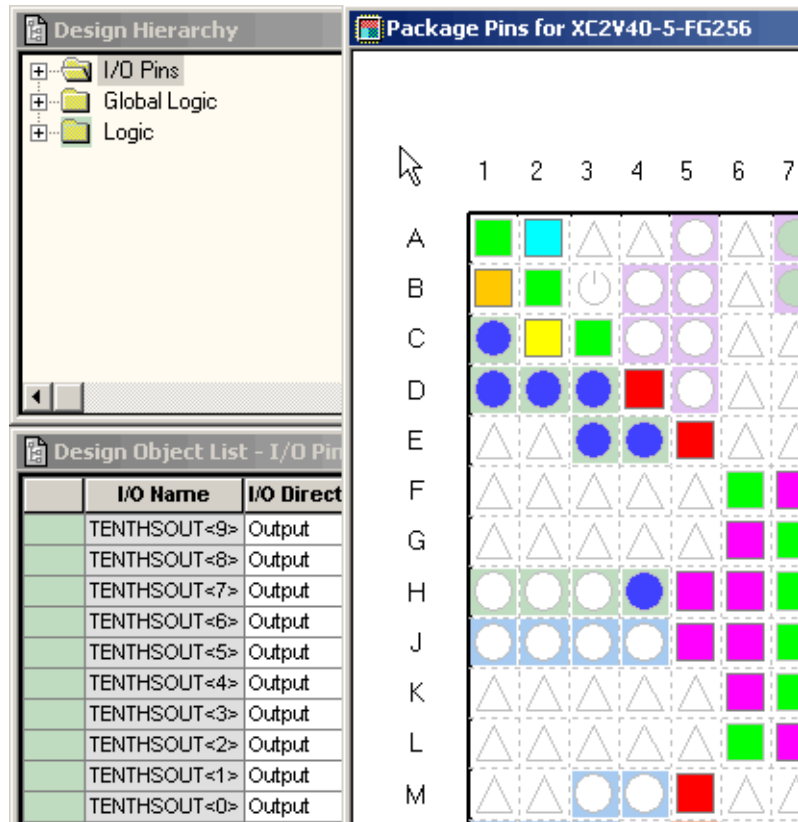 Design Hierarchy
I/O Pins
Global Logic
Logic
Design Object List - I/O Pin
I/O Name I/O Direct
TENTHSOUT<9> Output
TENTHSOUT<8> Output
TENTHSOUT<7> Output
TENTHSOUT<6> Output
TENTHSOUT<5> Output
TENTHSOUT<4> Output
TENTHSOUT<3> Output
TENTHSOUT<2> Output
TENTHSOUT<1> Output
TENTHSOUT<0> Output
Package Pins for XC2V40-5-FG256
1 2 3 4 5 6 7
A
B
C
D
E
F
G
H
J
K
L
M